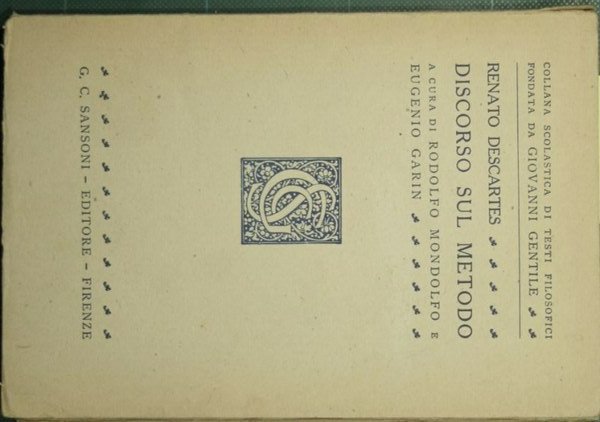 COLLANA SCOLASTICA DI TESTI FILOSOFICI
FONDATA DA GIOVANNI GENTILE
RENATO DESCARTES
DISCORSO SUL METODO
A CURA DI RODOLFO MONDOLFO E
EUGENIO GARIN
G. C. SANSONI – EDITORE – FIRENZE